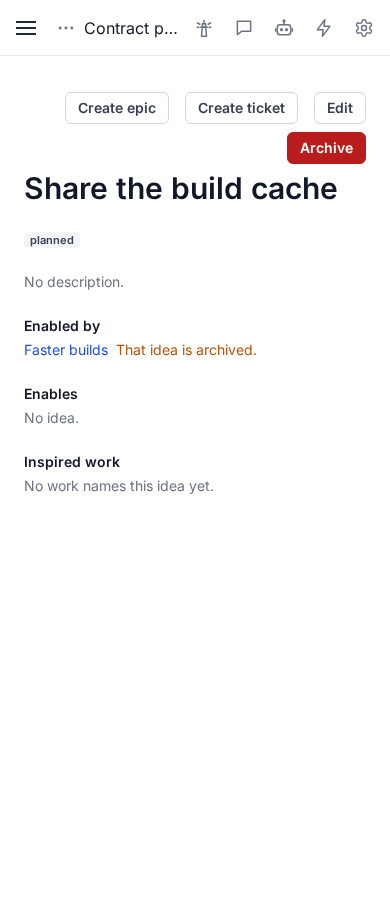 Contract p...
Create epic Create ticket Edit
Archive
Share the build cache
planned
No description.
Enabled by
Faster builds That idea is archived.
Enables
No idea.
Inspired work
No work names this idea yet.